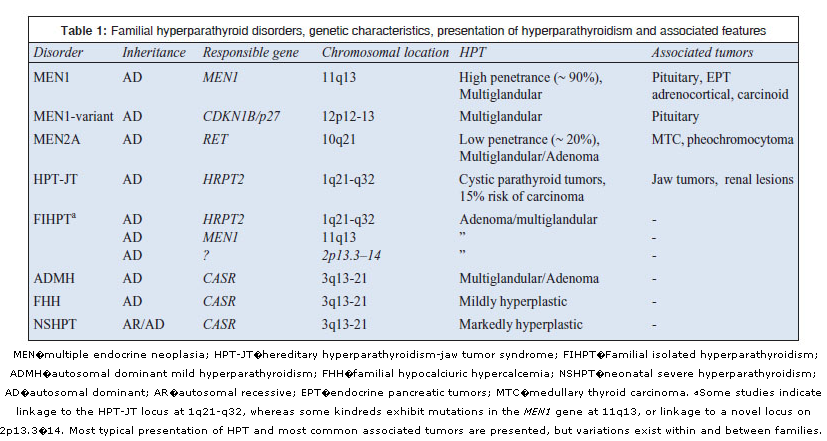 Table 1: Familial hyperparathyroid disorders, genetic characteristics, presentation of hyperparathyroidism and associated features
Disorder Inheritance Responsible gene Chromosomal location HPT Associated tumors
MEN1 AD MEN1 11q13 High penetrance (~ 90%), Pituitary, EPT
Multiglandular adrenocortical, carcinoid
MEN1-variant AD CDKN1B/p27 12p12-13 Multiglandular Pituitary
MEN2A AD RET 10q21 Low penetrance (~ 20%), MTC, pheochromocytoma
Multiglandular/Adenoma
HPT-JT AD HRPT2 1q21-q32 Cystic parathyroid tumors, Jaw tumors, renal lesions
15% risk of carcinoma
FIHPTa AD HRPT2 1q21-q32 Adenoma/multiglandular -
AD MEN1 11q13 ” -
AD ? 2p13.3–14 ” -
ADMH AD CASR 3q13-21 Multiglandular/Adenoma -
FHH AD CASR 3q13-21 Mildly hyperplastic -
NSHPT AR/AD CASR 3q13-21 Markedly hyperplastic -
MEN�multiple endocrine neoplasia; HPT-JT�hereditary hyperparathyroidism-jaw tumor syndrome; FIHPT�Familial isolated hyperparathyroidism;
ADMH�autosomal dominant mild hyperparathyroidism; FHH�familial hypocalciuric hypercalcemia; NSHPT�neonatal severe hyperparathyroidism;
AD�autosomal dominant; AR�autosomal recessive; EPT�endocrine pancreatic tumors; MTC�medullary thyroid carcinoma. aSome studies indicate
linkage to the HPT-JT locus at 1q21-q32, whereas some kindreds exhibit mutations in the MEN1 gene at 11q13, or linkage to a novel locus on
2p13.3�14. Most typical presentation of HPT and most common associated tumors are presented, but variations exist within and between families.